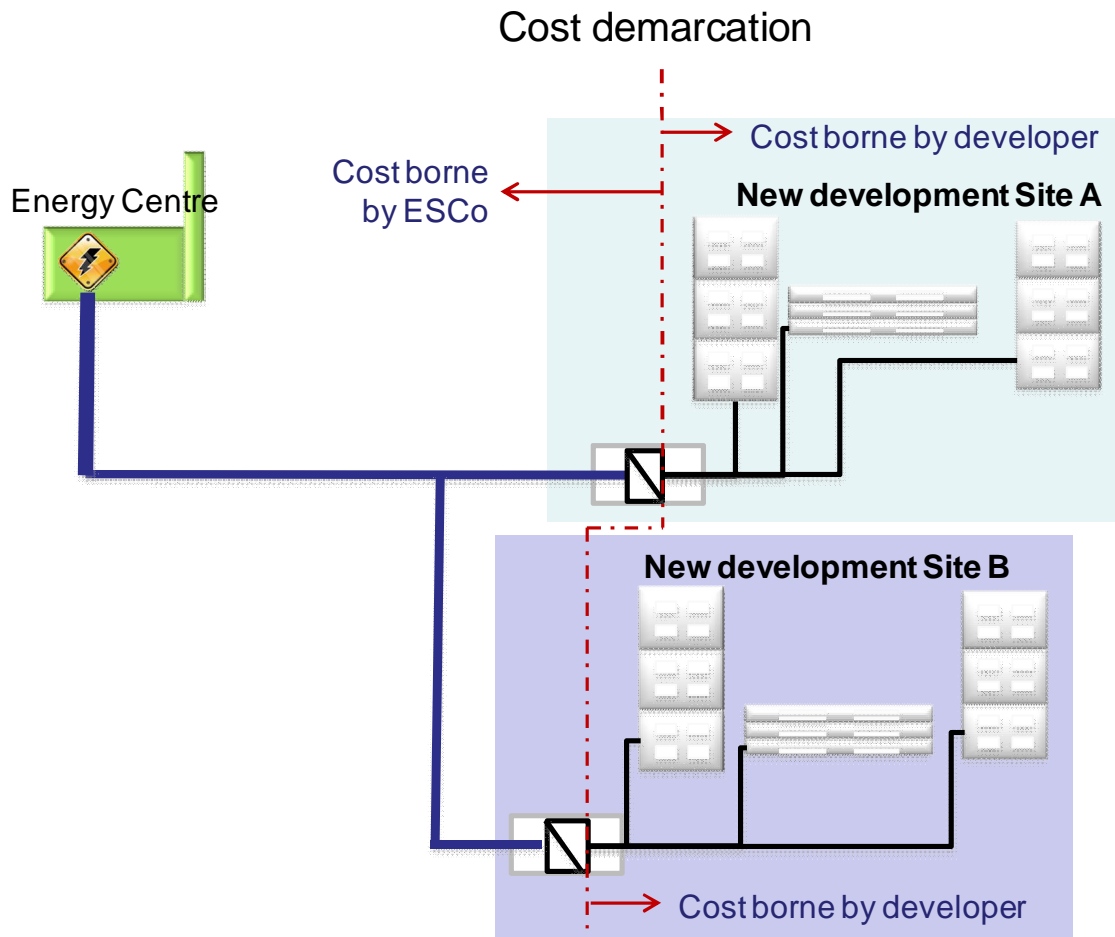 Cost demarcation
Cost borne by developer
Cost borne
by ESCo
Energy Centre
New development Site A
New development Site B
Cost borne by developer